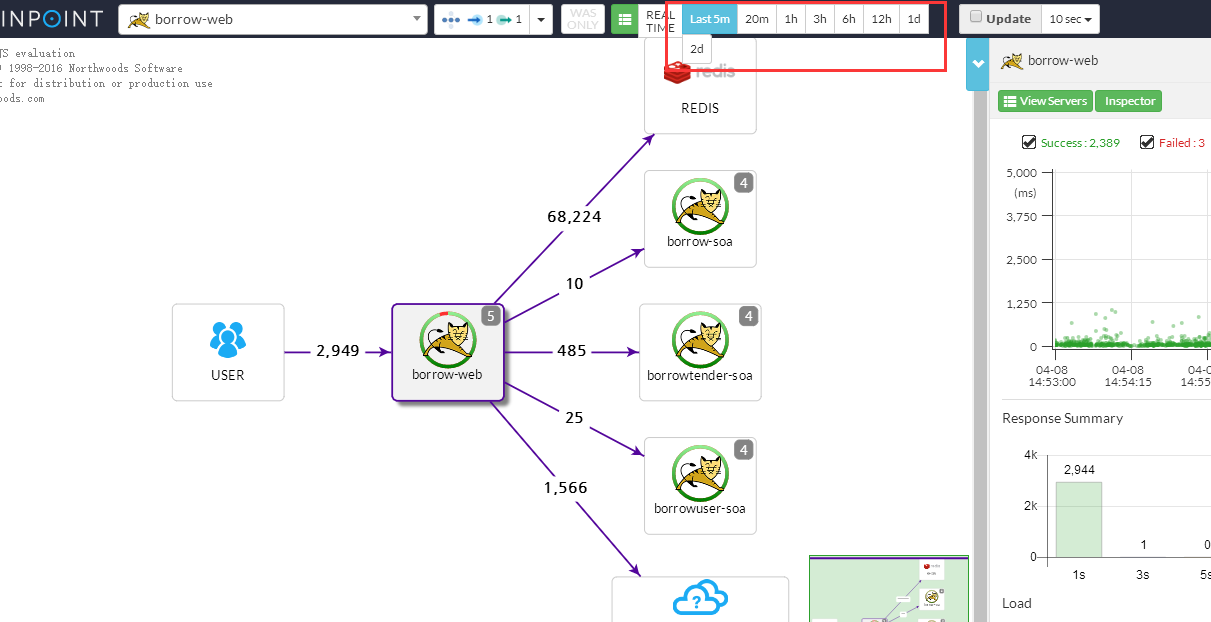 INPOINT
borrow-web
1
1
WAS
ONLY
REAL
TIME
Last 5m
20m
1h
3h
6h
12h
1d
2d
Update
10 sec
JS evaluation
1998-2016 Northwoods Software
for distribution or production use
oods.com
redis
REDIS
4
borrow-soa
68,224
10
USER
2,949
5
borrow-web
485
4
borrowtender-soa
25
4
borrowuser-soa
1,566
?
borrow-web
View Servers
Inspector
Success : 2,389
Failed : 3
5,000
(ms)
3,750
2,500
1,250
0
04-08
14:53:00
04-08
14:54:15
04-0
14:55
Response Summary
4k
2k
0
2,944
1
0
1s
3s
5s
Load